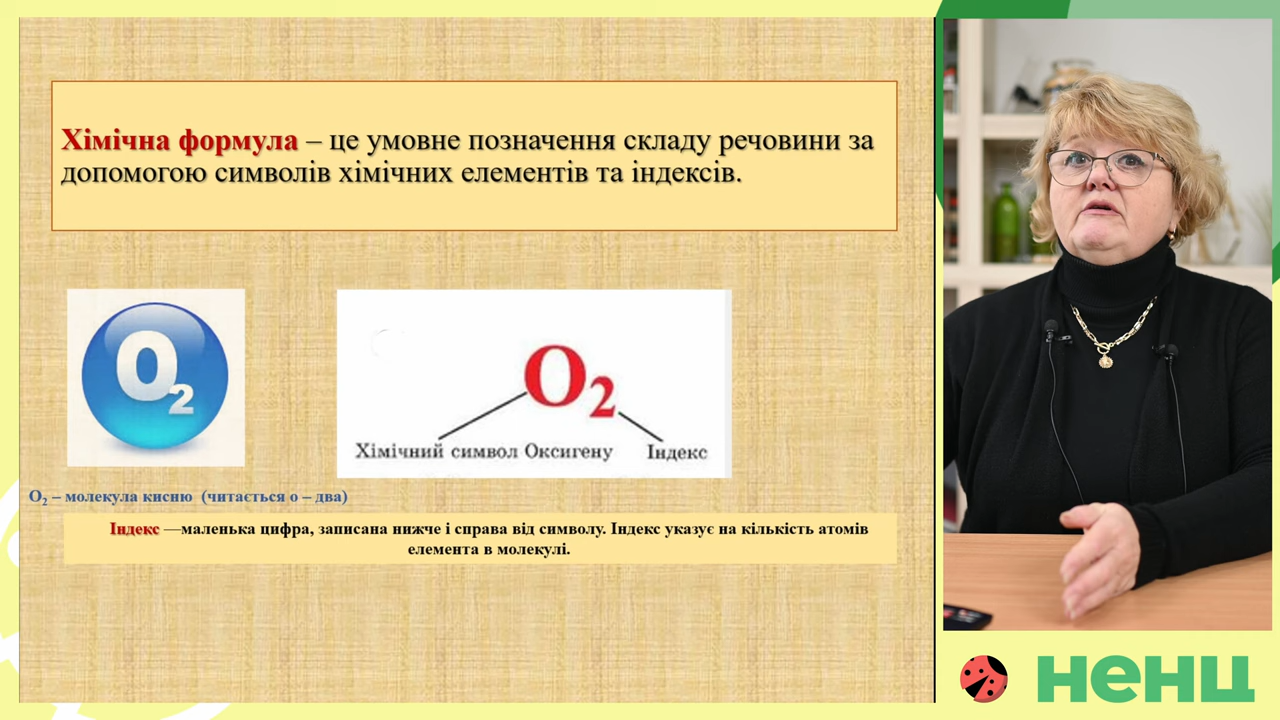 Хімічна формула – це умовне позначення складу речовини за
допомогою символів хімічних елементів та індексів.
O2
O2
Хімічний символ Оксигену
Індекс
O2 – молекула кисню (читається о – два)
Індекс —маленька цифра, записана нижче і справа від символу. Індекс указує на кількість атомів
елемента в молекулі.
ненц